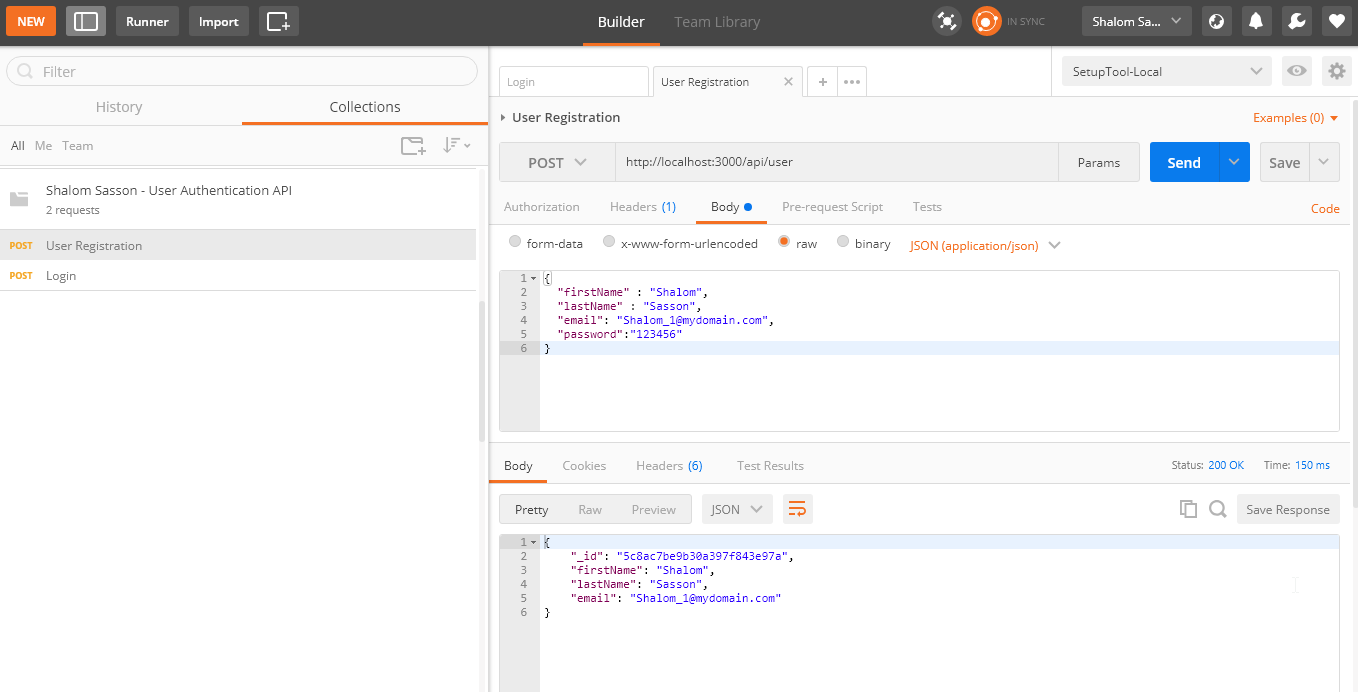 NEW Runner Import Builder Team Library IN SYNC Shalom Sa...
Filter
History Collections
All Me Team
Shalom Sasson - User Authentication API
2 requests
POST User Registration
POST Login
Login User Registration SetupTool-Local
User Registration Examples (0)
POST http://localhost:3000/api/user Params Send Save
Authorization Headers (1) Body Pre-request Script Tests Code
form-data x-www-form-urlencoded raw binary JSON (application/json)
1 {
2 "firstName" : "Shalom",
3 "lastName" : "Sasson",
4 "email": "Shalom_1@mydomain.com",
5 "password":"123456"
6 }
Body Cookies Headers (6) Test Results Status: 200 OK Time: 150 ms
Pretty Raw Preview JSON Save Response
1 {
2 "_id": "5c8ac7be9b30a397f843e97a",
3 "firstName": "Shalom",
4 "lastName": "Sasson",
5 "email": "Shalom_1@mydomain.com"
6 }